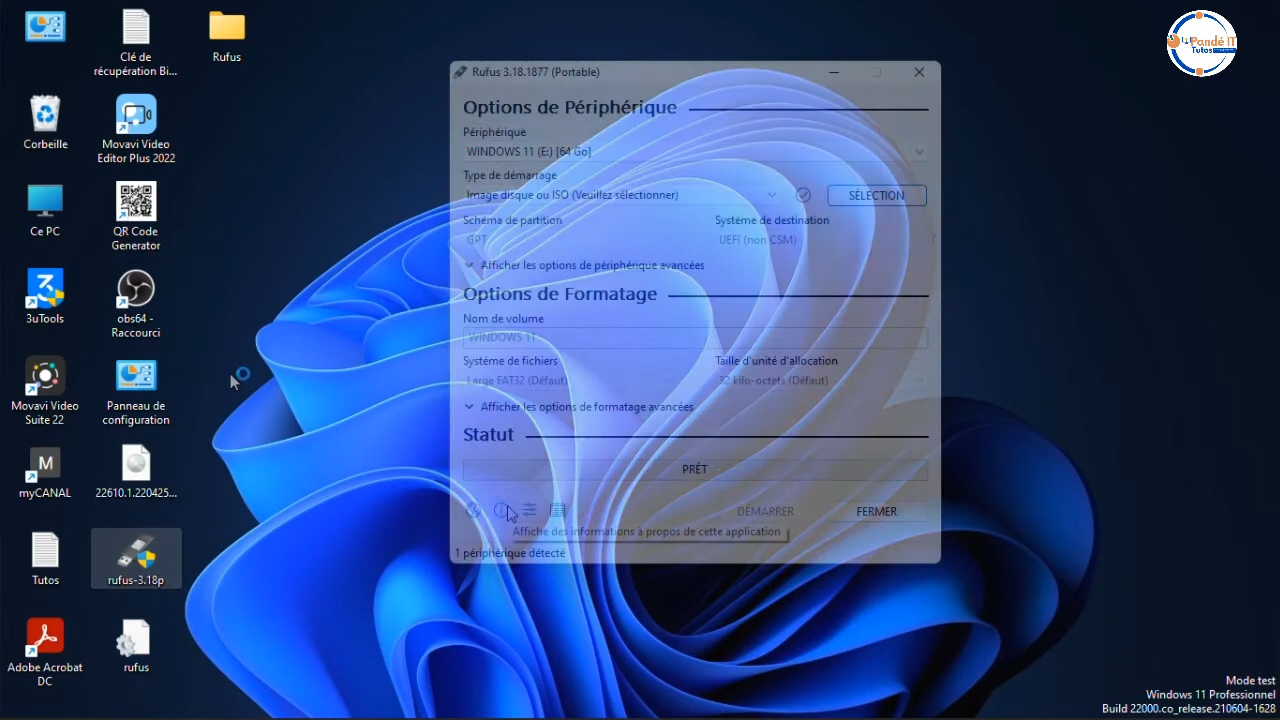 Clé de
récupération Bi...
Rufus
Corbeille
Movavi Video
Editor Plus 2022
Ce PC
QR Code
Generator
3uTools
obs64 -
Raccourci
Movavi Video
Suite 22
Panneau de
configuration
M
myCANAL
22610.1.220425...
Tutos
rufus-3.18p
Adobe Acrobat
DC
rufus
Rufus 3.18.1877 (Portable)
Options de Périphérique
Périphérique
WINDOWS 11 (E:) [64 Go]
Type de démarrage
Image disque ou ISO (Veuillez sélectionner)
SÉLECTION
Schéma de partition
Système de destination
GPT
UEFI (non CSM)
?
Afficher les options de périphérique avancées
Options de Formatage
Nom de volume
WINDOWS 11
Système de fichiers
Taille d'unité d'allocation
Large FAT32 (Défaut)
32 kilo-octets (Défaut)
Afficher les options de formatage avancées
Statut
PRÊT
DÉMARRER
FERMER
Affiche des informations à propos de cette application
1 périphérique détecté
Pandé IT
Tutos
Mode test
Windows 11 Professionnel
Build 22000.co_release.210604-1628